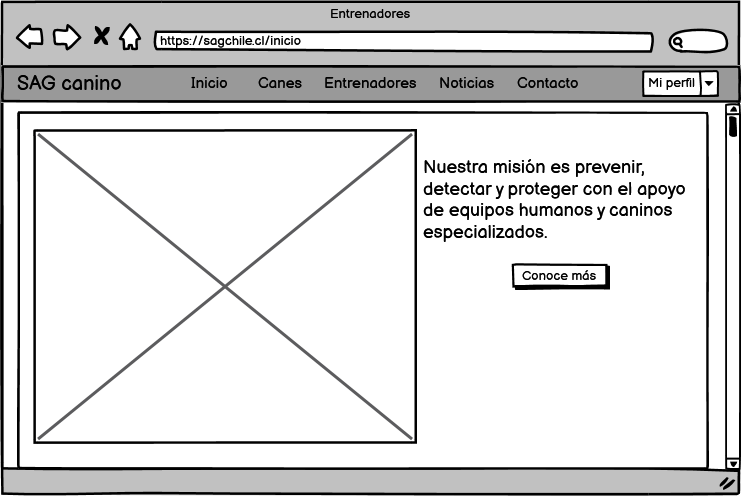 Entrenadores
https://sagchile.cl/inicio
SAG canino Inicio Canes Entrenadores Noticias Contacto Mi perfil
Nuestra misión es prevenir,
detectar y proteger con el apoyo
de equipos humanos y caninos
especializados.
Conoce más